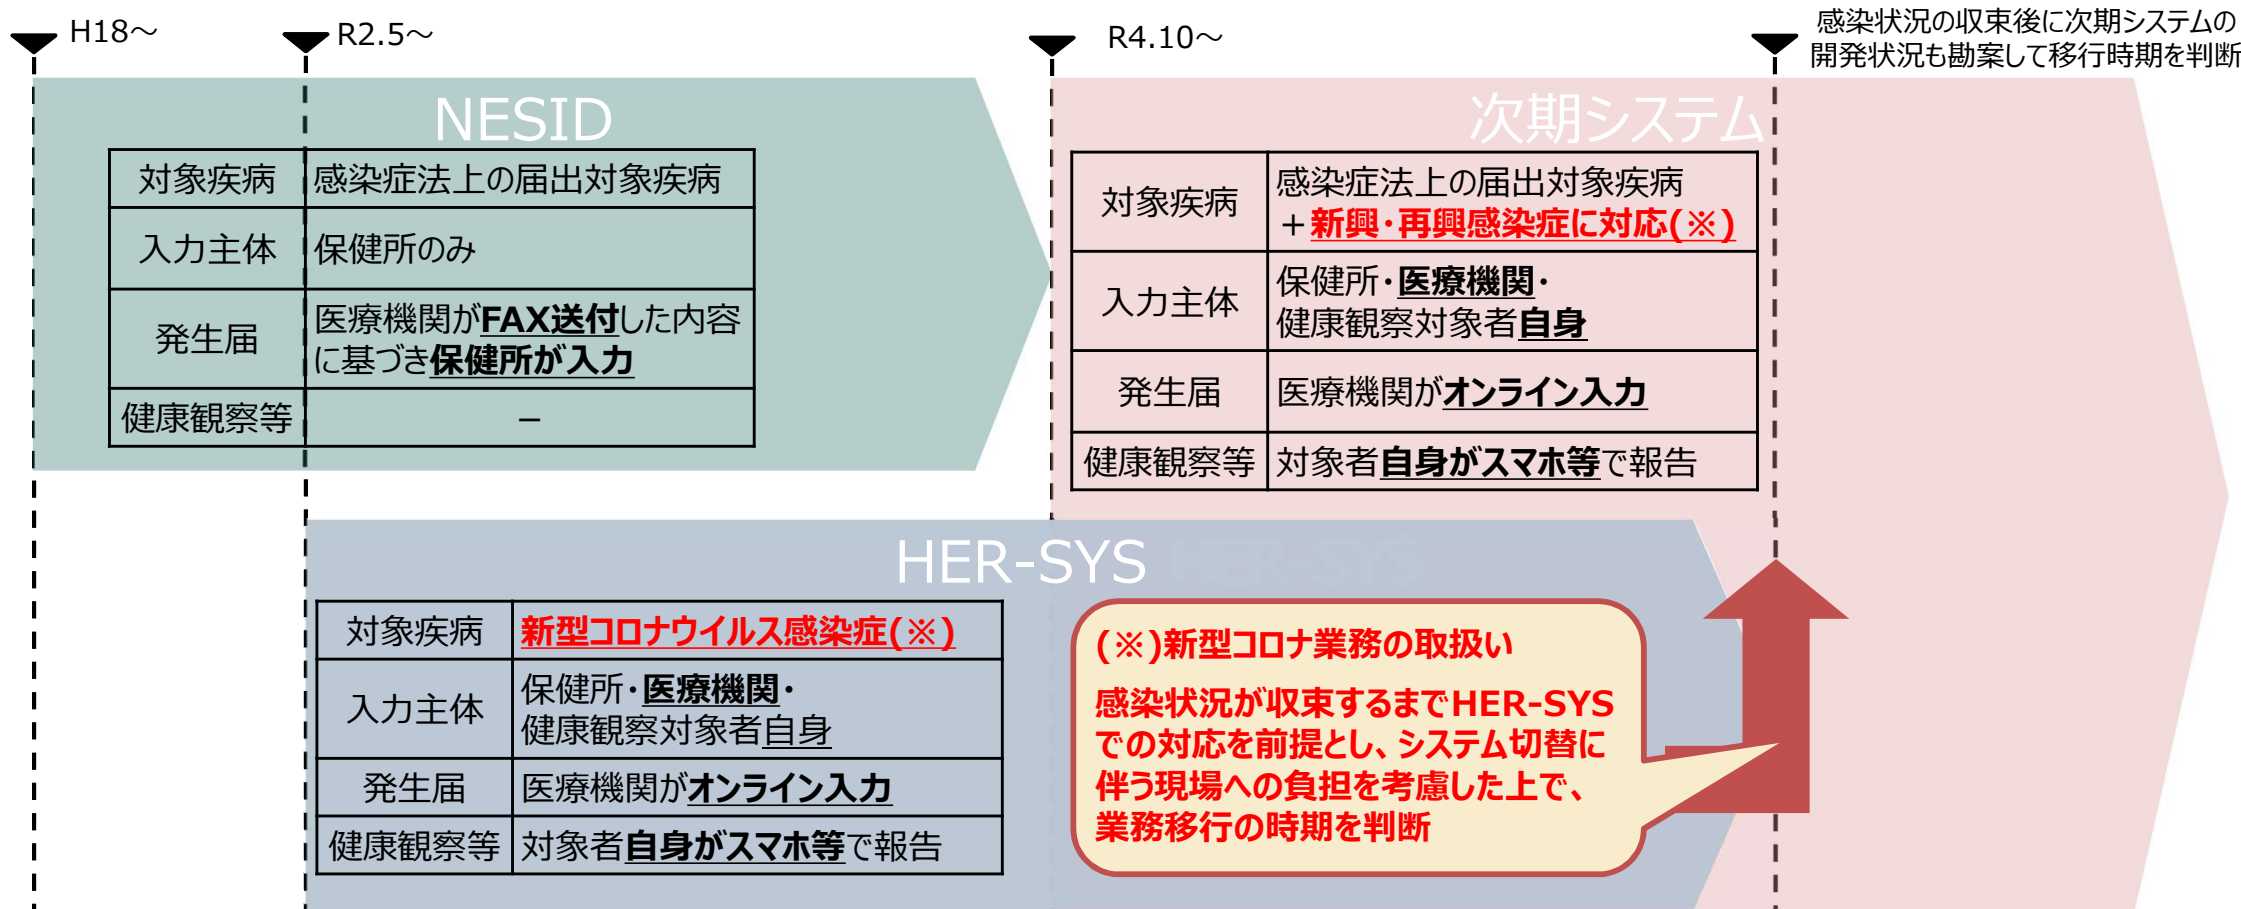 H18～
R2.5～
R4.10～
感染状況の収束後に次期システムの
開発状況も勘案して移行時期を判断
NESID
対象疾病
感染症法上の届出対象疾病
入力主体
保健所のみ
発生届
医療機関がFAX送付した内容
に基づき保健所が入力
健康観察等
－
次期システム
対象疾病
感染症法上の届出対象疾病
＋新興・再興感染症に対応(※)
入力主体
保健所・医療機関・
健康観察対象者自身
発生届
医療機関がオンライン入力
健康観察等
対象者自身がスマホ等で報告
HER-SYS
HER-SYS
対象疾病
新型コロナウイルス感染症(※)
入力主体
保健所・医療機関・
健康観察対象者自身
発生届
医療機関がオンライン入力
健康観察等
対象者自身がスマホ等で報告
(※)新型コロナ業務の取扱い
感染状況が収束するまでHER-SYS
での対応を前提とし、システム切替に
伴う現場への負担を考慮した上で、
業務移行の時期を判断